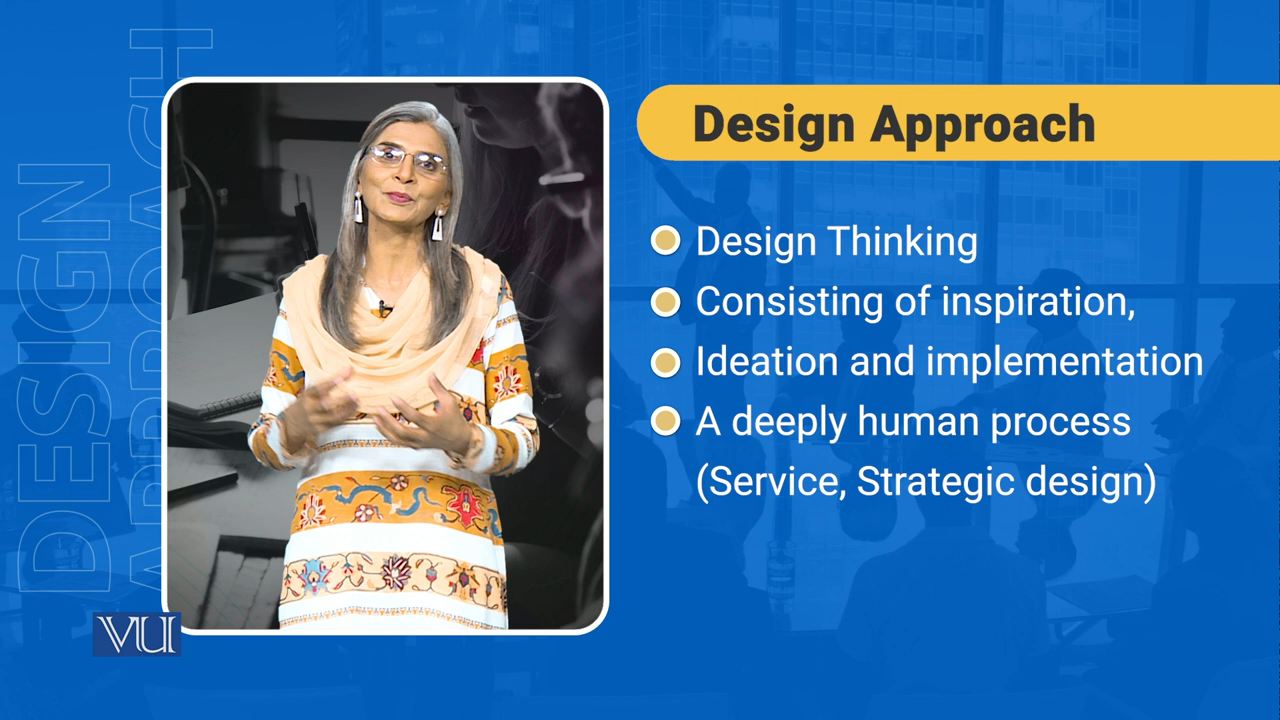 DESIGN
APPROACH
Design Approach
Design Thinking
Consisting of inspiration,
Ideation and implementation
A deeply human process
(Service, Strategic design)
VU